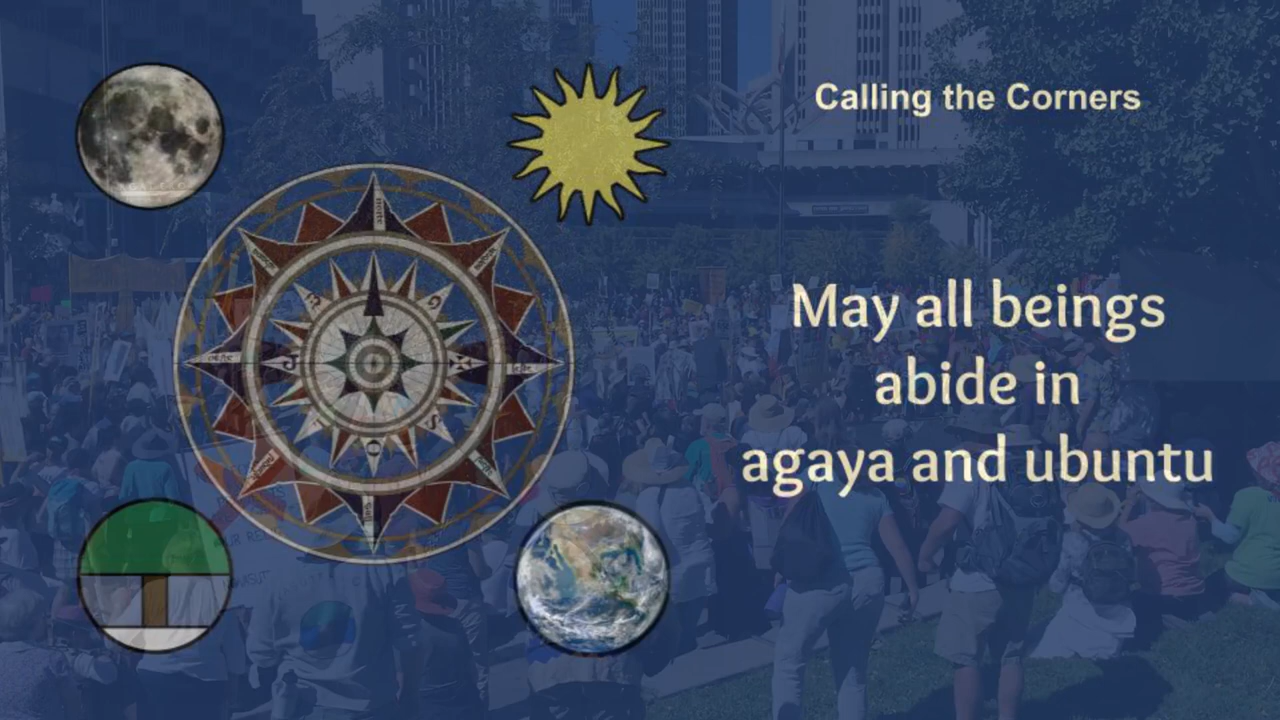 Calling the Corners
May all beings
abide in
agaya and ubuntu